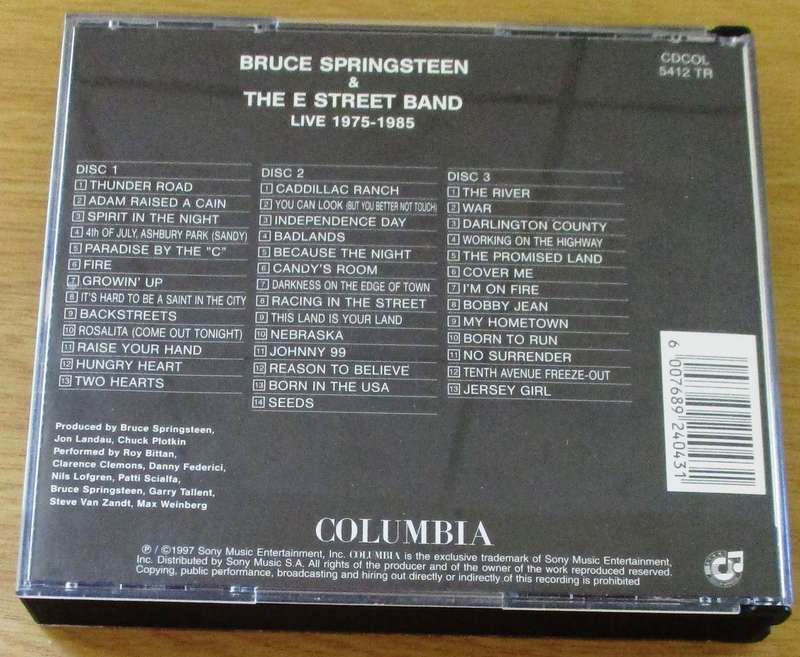 BRUCE SPRINGSTEEN
&
THE E STREET BAND
LIVE 1975-1985
CDCOL
5412 TR
DISC 1
1 THUNDER ROAD
2 ADAM RAISED A CAIN
3 SPIRIT IN THE NIGHT
4 4th OF JULY, ASHBURY PARK (SANDY)
5 PARADISE BY THE "C"
6 FIRE
7 GROWIN' UP
8 IT'S HARD TO BE A SAINT IN THE CITY
9 BACKSTREETS
10 ROSALITA (COME OUT TONIGHT)
11 RAISE YOUR HAND
12 HUNGRY HEART
13 TWO HEARTS
DISC 2
1 CADDILLAC RANCH
2 YOU CAN LOOK (BUT YOU BETTER NOT TOUCH)
3 INDEPENDENCE DAY
4 BADLANDS
5 BECAUSE THE NIGHT
6 CANDY'S ROOM
7 DARKNESS ON THE EDGE OF TOWN
8 RACING IN THE STREET
9 THIS LAND IS YOUR LAND
10 NEBRASKA
11 JOHNNY 99
12 REASON TO BELIEVE
13 BORN IN THE USA
14 SEEDS
DISC 3
1 THE RIVER
2 WAR
3 DARLINGTON COUNTY
4 WORKING ON THE HIGHWAY
5 THE PROMISED LAND
6 COVER ME
7 I'M ON FIRE
8 BOBBY JEAN
9 MY HOMETOWN
10 BORN TO RUN
11 NO SURRENDER
12 TENTH AVENUE FREEZE-OUT
13 JERSEY GIRL
6 007689 240431
Produced by Bruce Springsteen,
Jon Landau, Chuck Plotkin
Performed by Roy Bittan,
Clarence Clemons, Danny Federici,
Nils Lofgren, Patti Scialfa,
Bruce Springsteen, Garry Tallent,
Steve Van Zandt, Max Weinberg
COLUMBIA
℗ / ©1997 Sony Music Entertainment, Inc. COLUMBIA is the exclusive trademark of Sony Music Entertainment,
Inc. Distributed by Sony Music S.A. All rights of the producer and of the owner of the work reproduced reserved.
Copying, public performance, broadcasting and hiring out directly or indirectly of this recording is prohibited